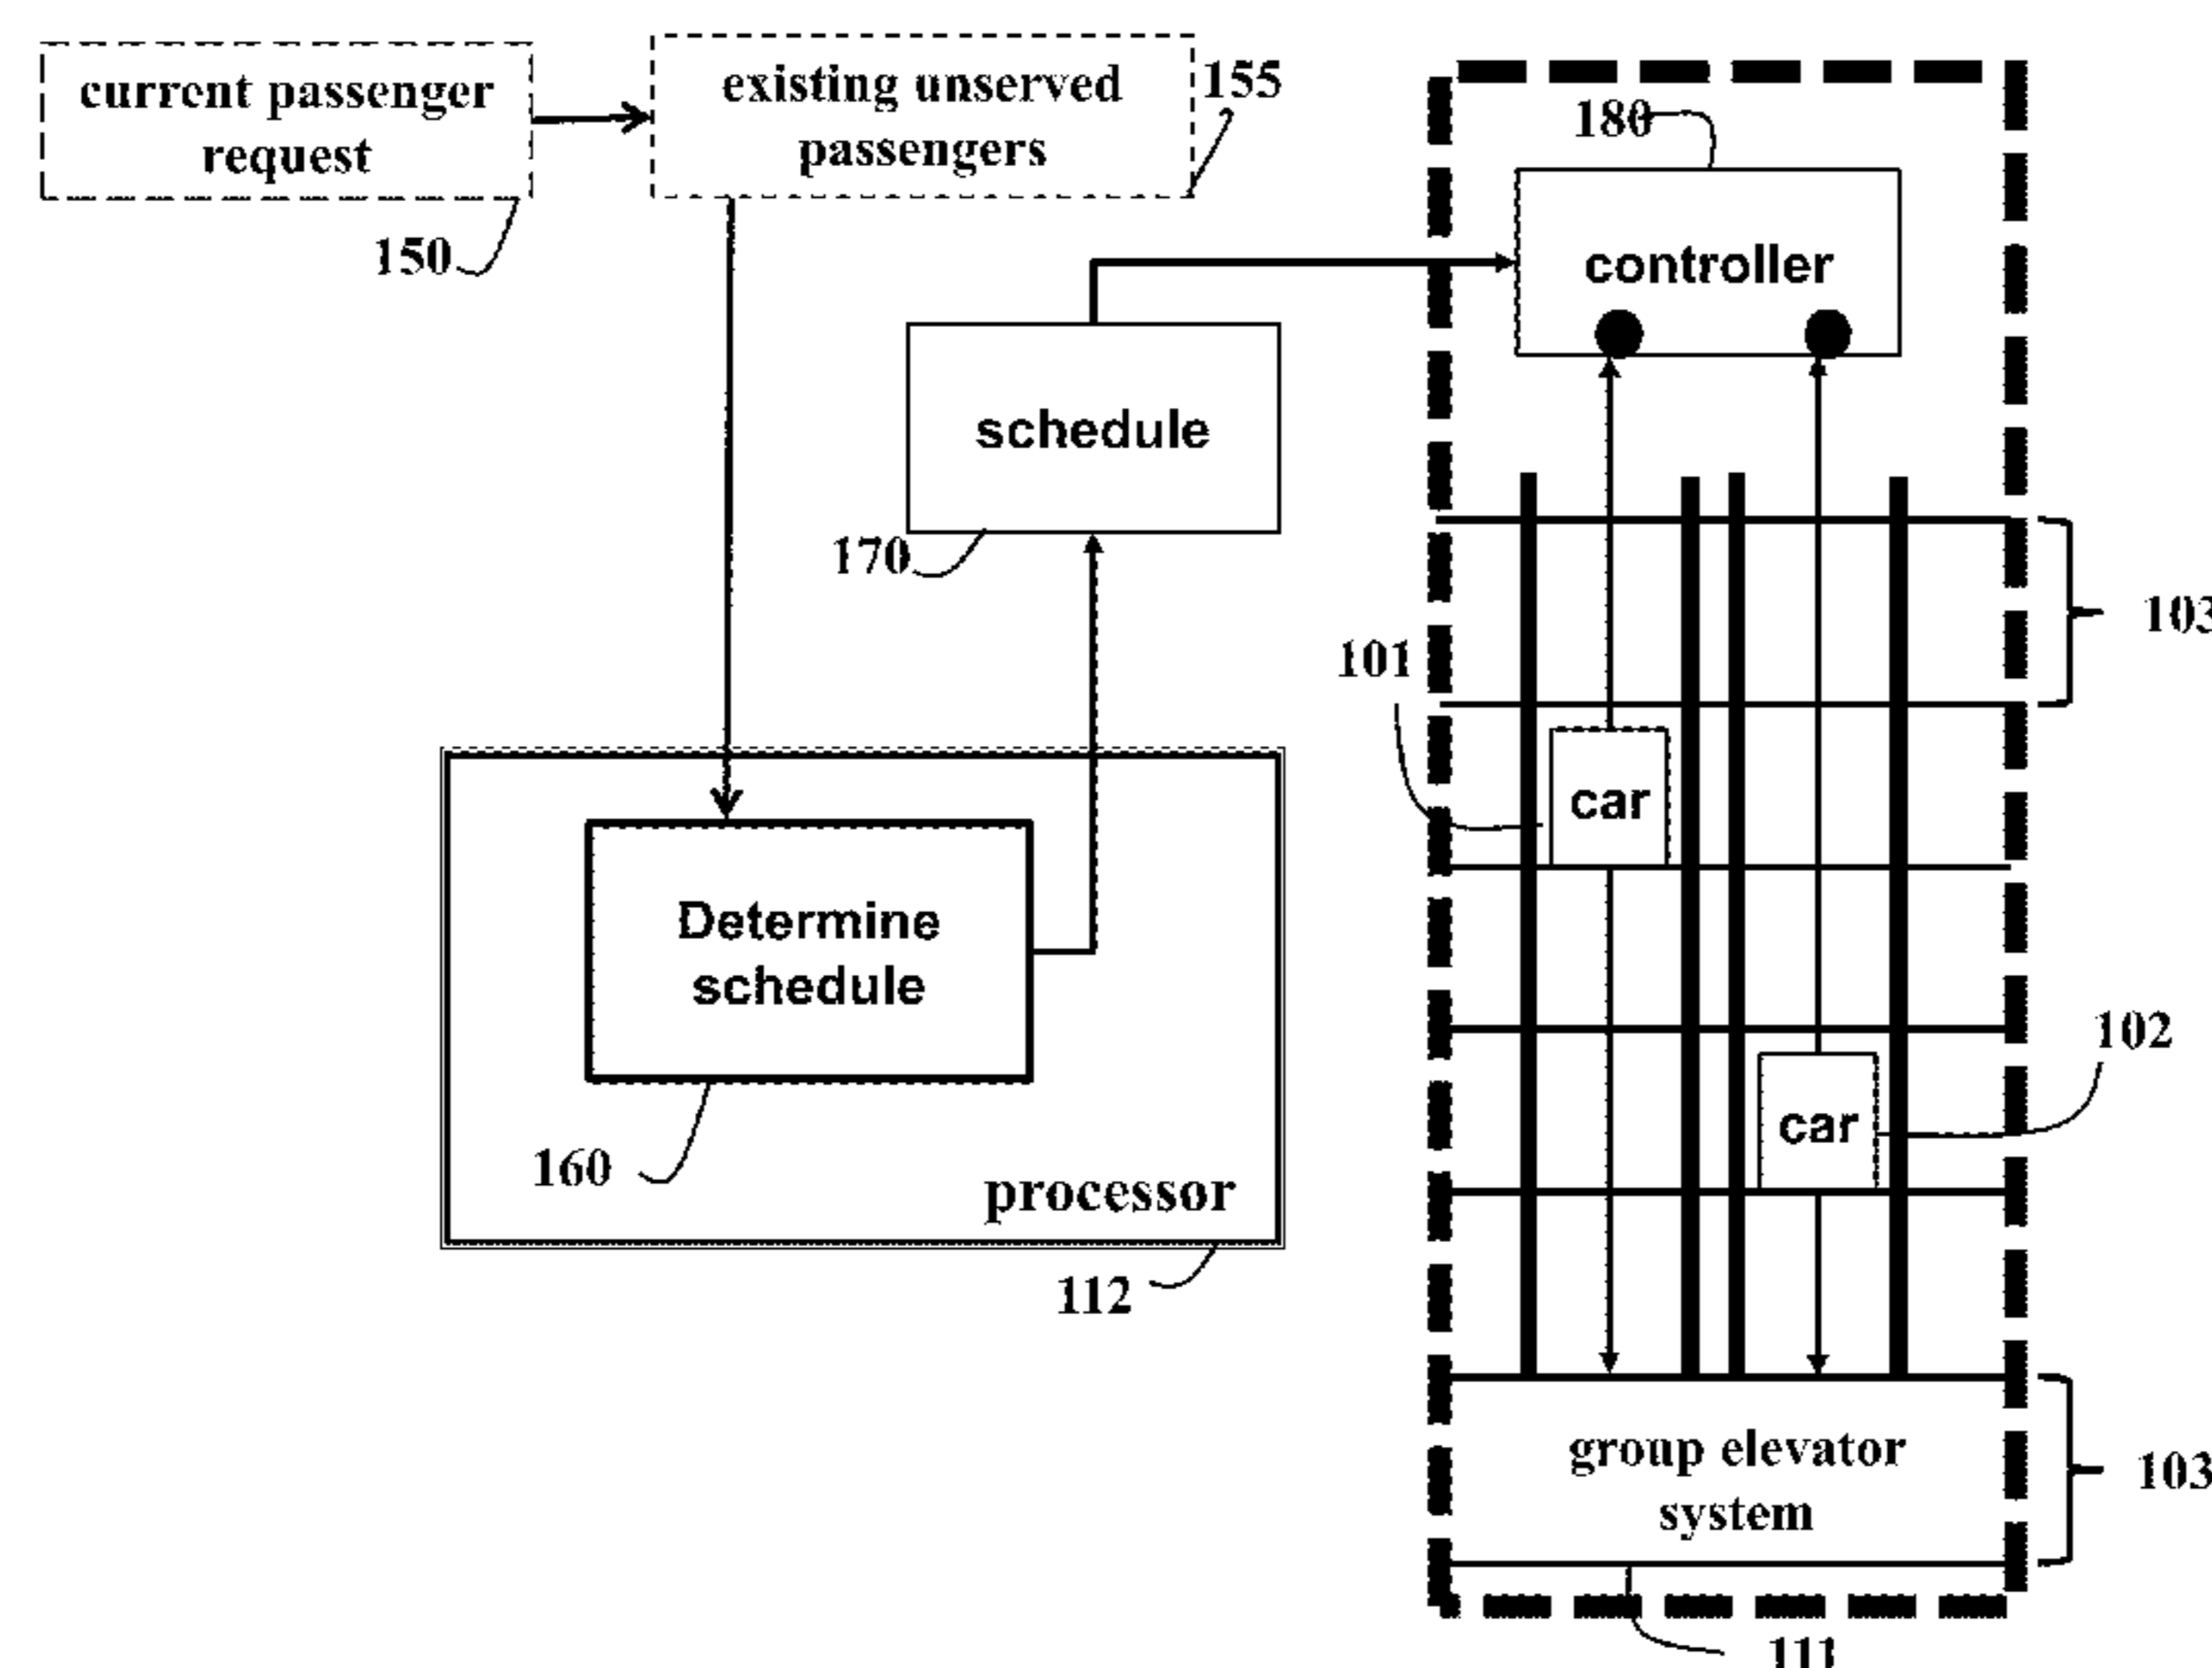 current passenger
request
150
existing unserved
passengers
155
180
controller
schedule
170
103
101
car
Determine
schedule
160
processor
112
102
car
group elevator
system
103
111